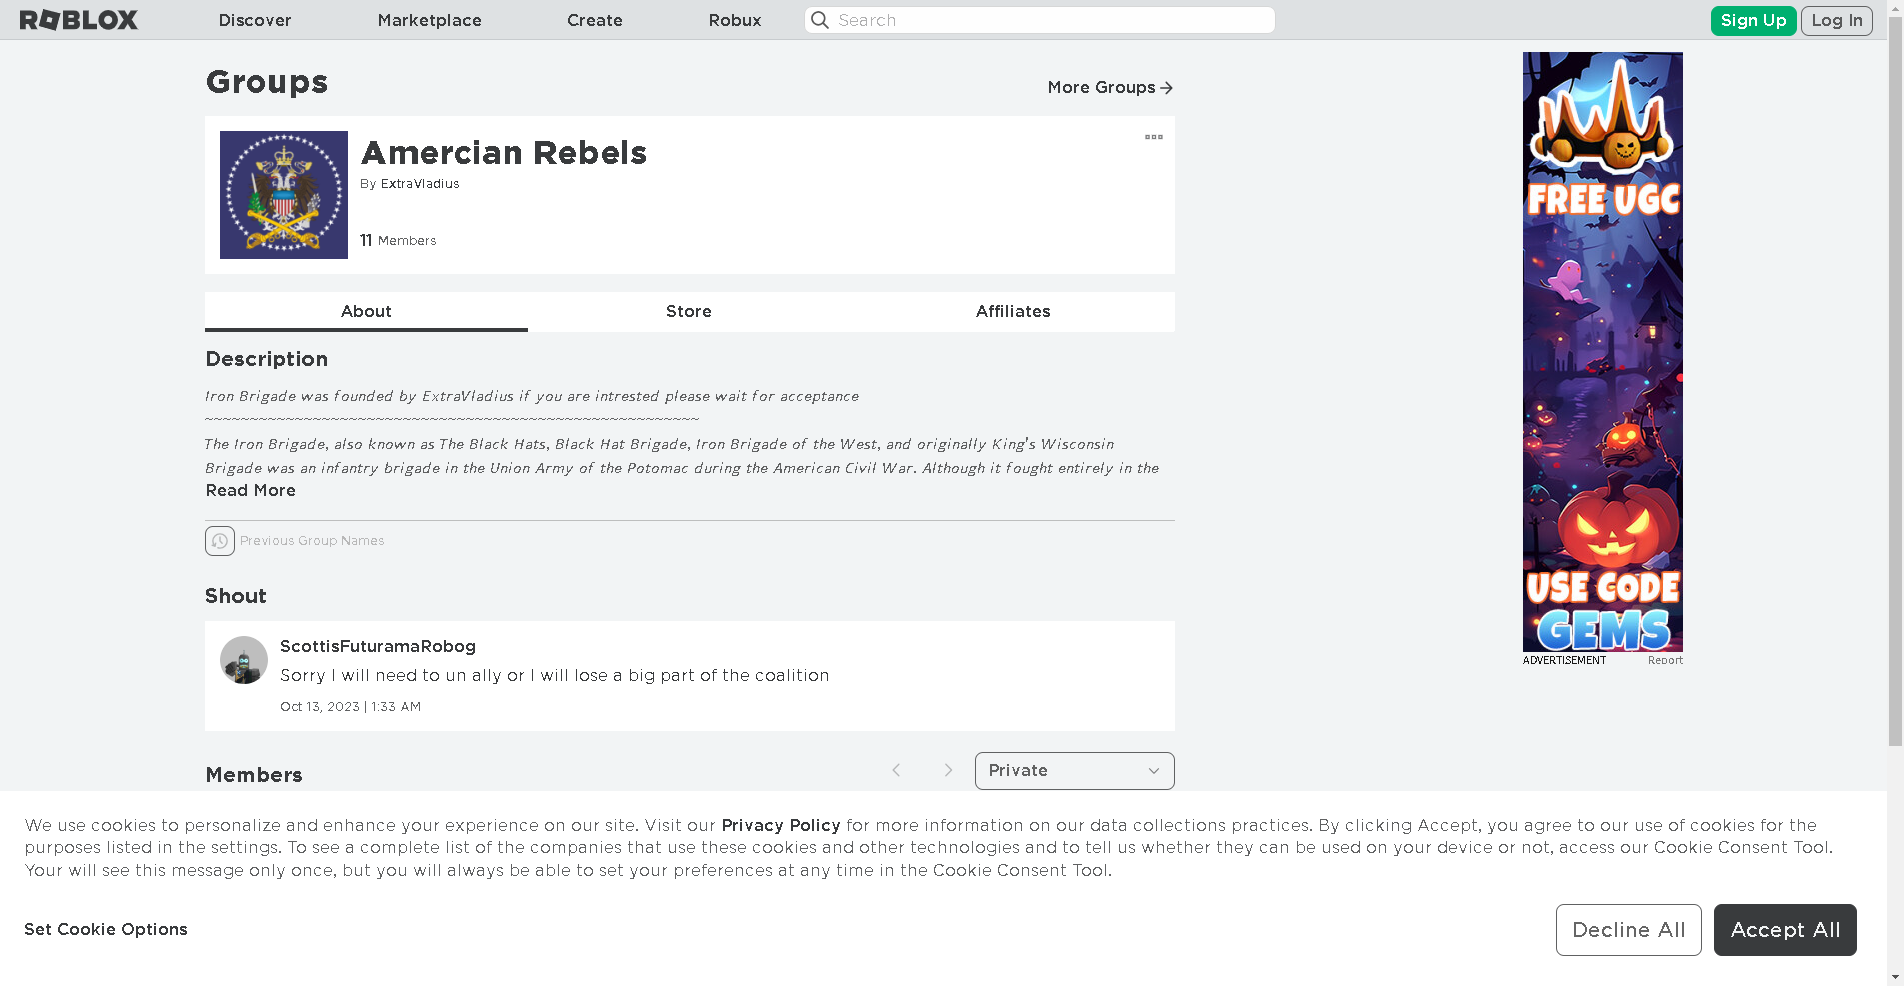 ROBLOX
Discover
Marketplace
Create
Robux
Search
Sign Up
Log In
Groups
More Groups
Amercian Rebels
By ExtraVladius
11 Members
About
Store
Affiliates
Description
Iron Brigade was founded by ExtraVladius if you are intrested please wait for acceptance
~~~~~~~~~~~~~~~~~~~~~~~~~~~~~~~~~~~~~~~~~~~~~~~~~~~~~~~
The Iron Brigade, also known as The Black Hats, Black Hat Brigade, Iron Brigade of the West, and originally King's Wisconsin
Brigade was an infantry brigade in the Union Army of the Potomac during the American Civil War. Although it fought entirely in the
Read More
Previous Group Names
Shout
ScottisFuturamaRobog
Sorry I will need to un ally or I will lose a big part of the coalition
Oct 13, 2023 | 1:33 AM
Members
Private
FREE UGC
USE CODE
GEMS
ADVERTISEMENT
Report
We use cookies to personalize and enhance your experience on our site. Visit our Privacy Policy for more information on our data collections practices. By clicking Accept, you agree to our use of cookies for the
purposes listed in the settings. To see a complete list of the companies that use these cookies and other technologies and to tell us whether they can be used on your device or not, access our Cookie Consent Tool.
Your will see this message only once, but you will always be able to set your preferences at any time in the Cookie Consent Tool.
Set Cookie Options
Decline All
Accept All